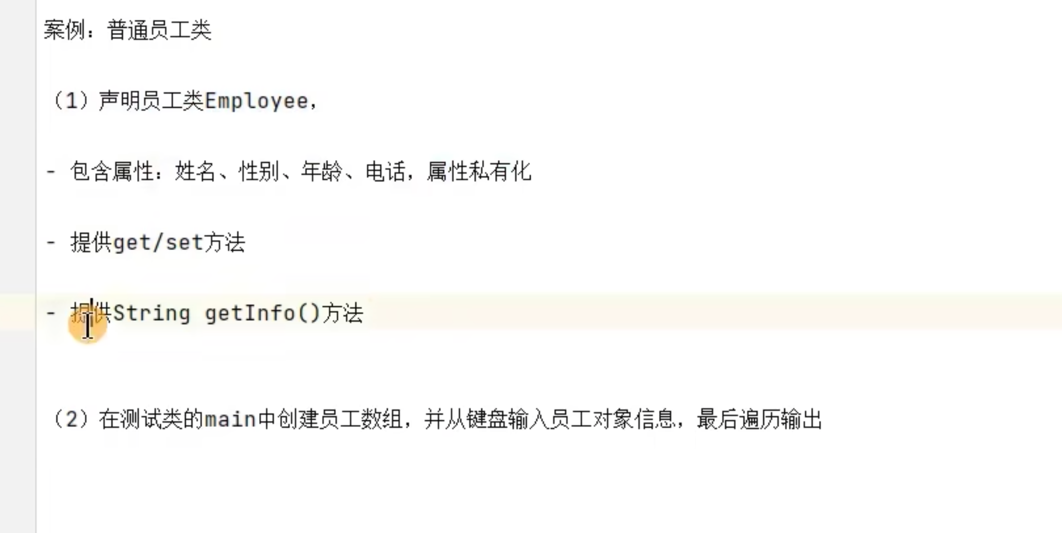 案例：普通员工类
（1）声明员工类Employee，
- 包含属性：姓名、性别、年龄、电话，属性私有化
- 提供get/set方法
- 提供String getInfo()方法
（2）在测试类的main中创建员工数组，并从键盘输入员工对象信息，最后遍历输出